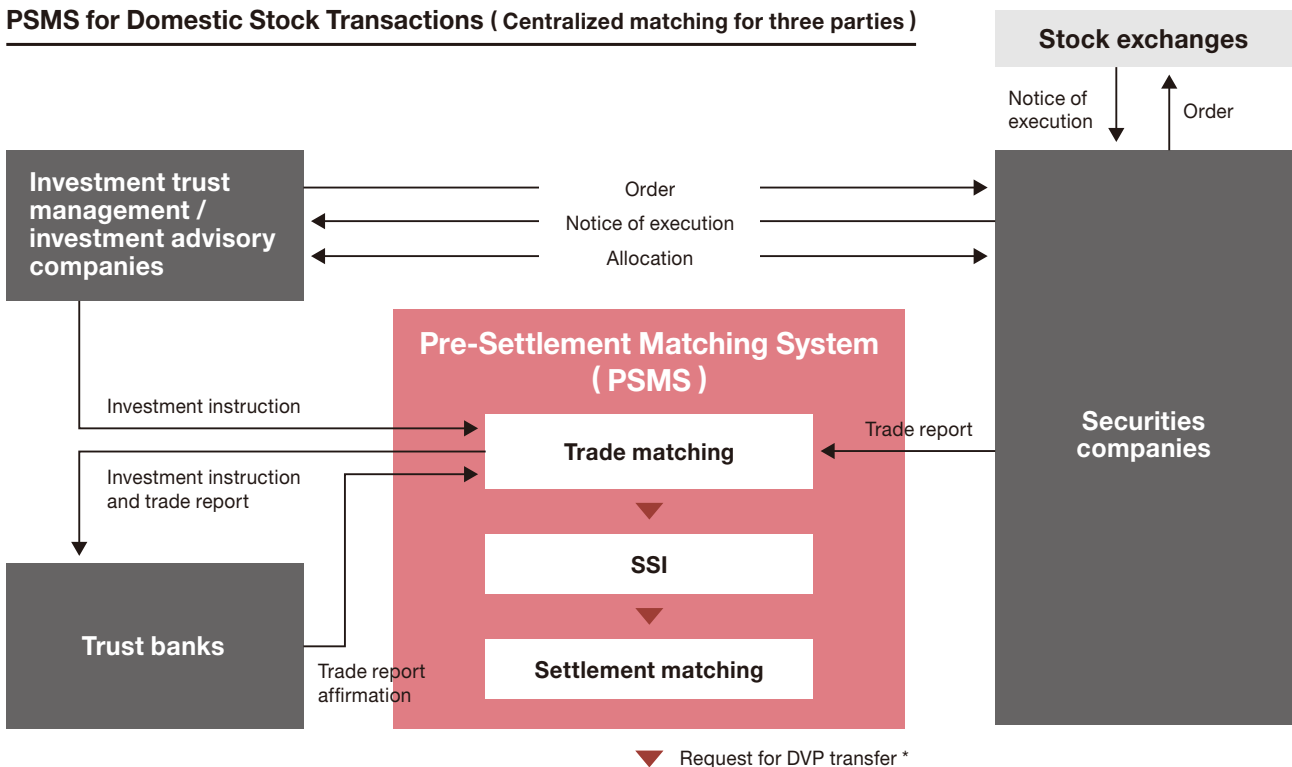 PSMS for Domestic Stock Transactions ( Centralized matching for three parties )
Stock exchanges
Notice of
execution
Order
Investment trust
management /
investment advisory
companies
Order
Notice of execution
Allocation
Pre-Settlement Matching System
( PSMS )
Investment instruction
Trade matching
Trade report
Securities
companies
Investment instruction
and trade report
SSI
Trust banks
Settlement matching
Trade report
affirmation
Request for DVP transfer *